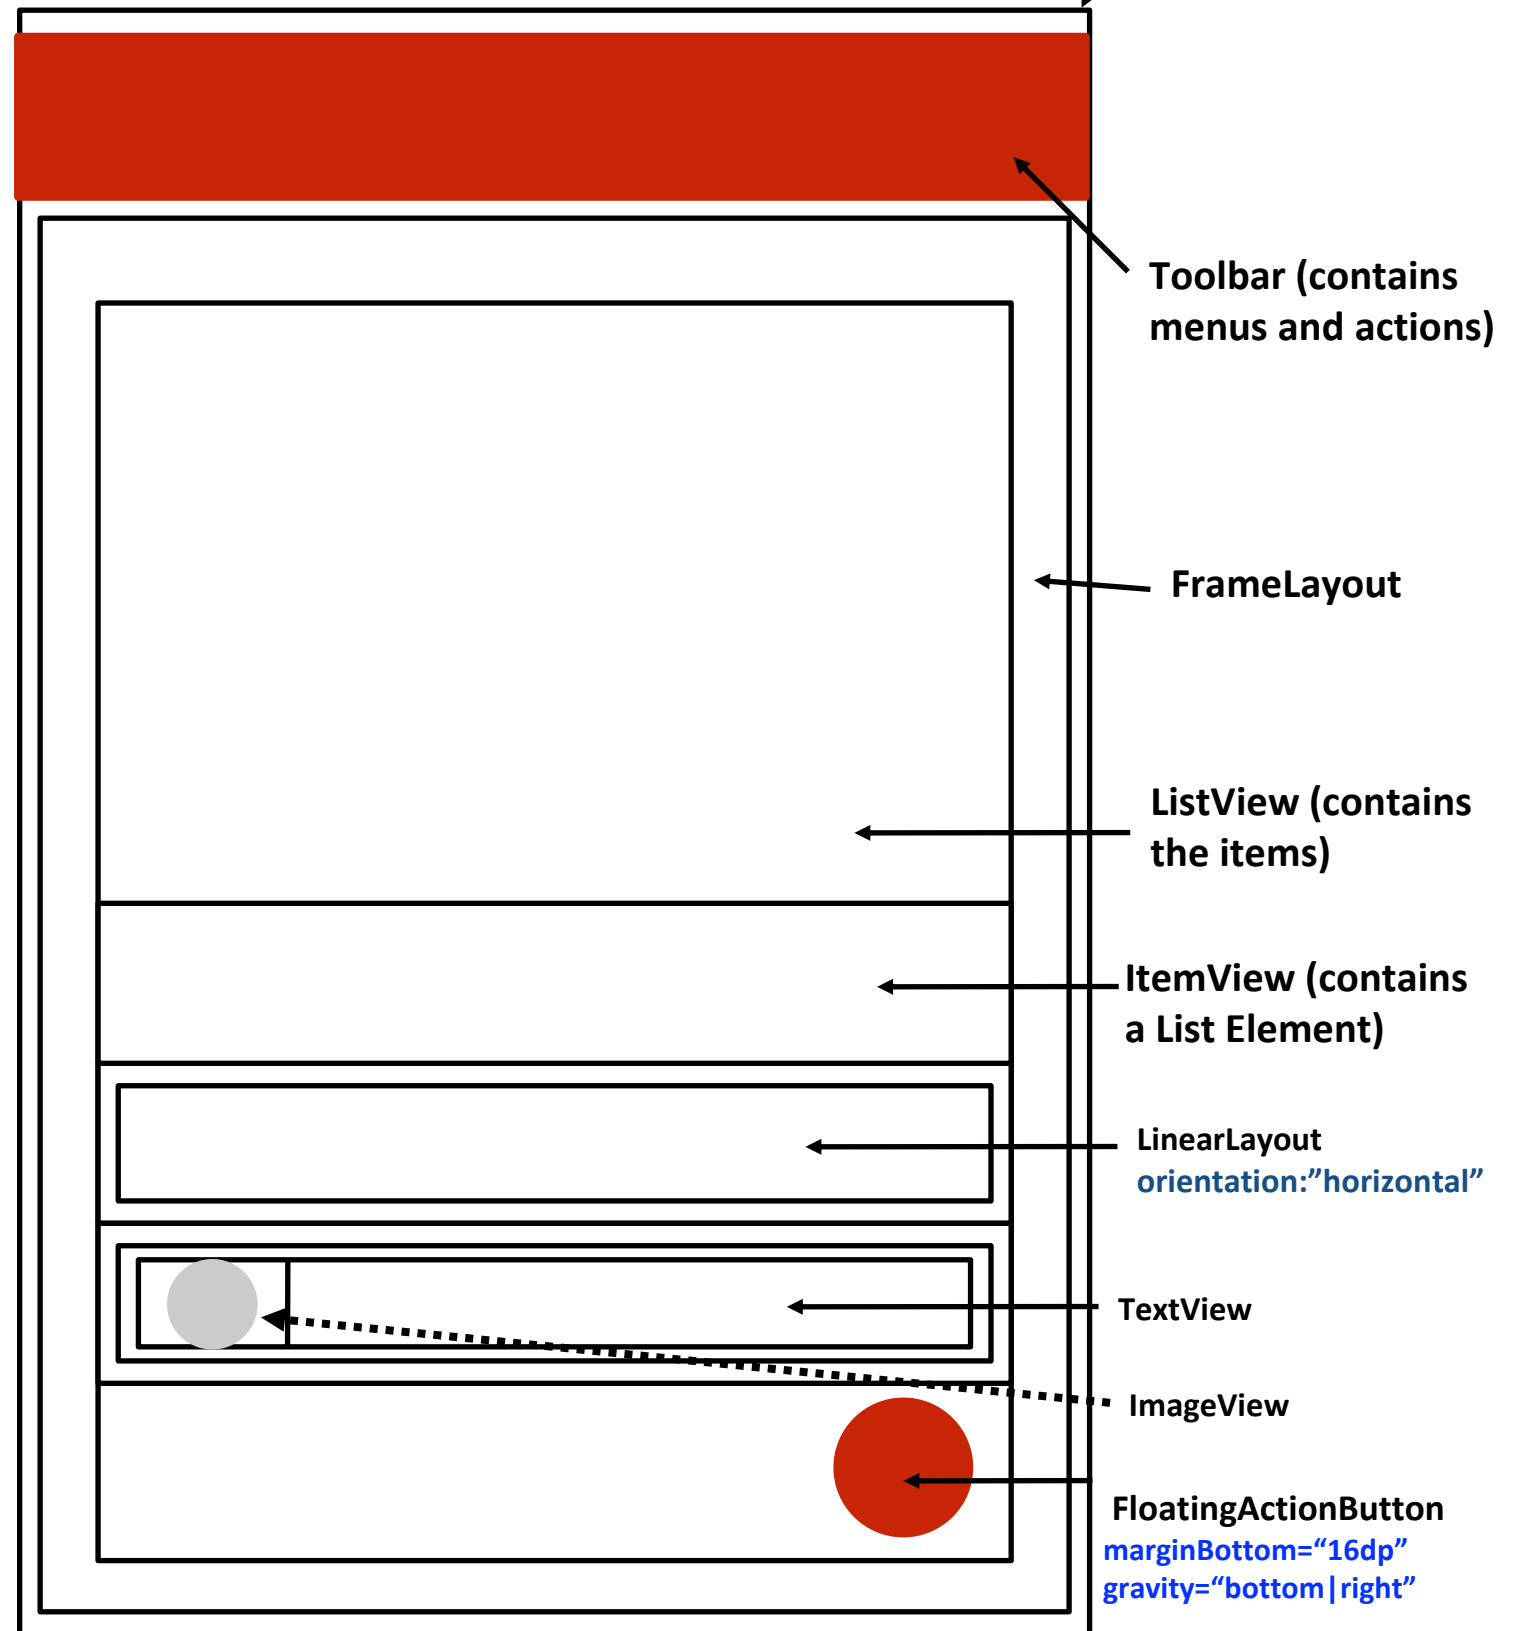 Toolbar (contains
menus and actions)
FrameLayout
ListView (contains
the items)
ItemView (contains
a List Element)
LinearLayout
orientation:”horizontal”
TextView
ImageView
FloatingActionButton
marginBottom=“16dp”
gravity=“bottom|right”